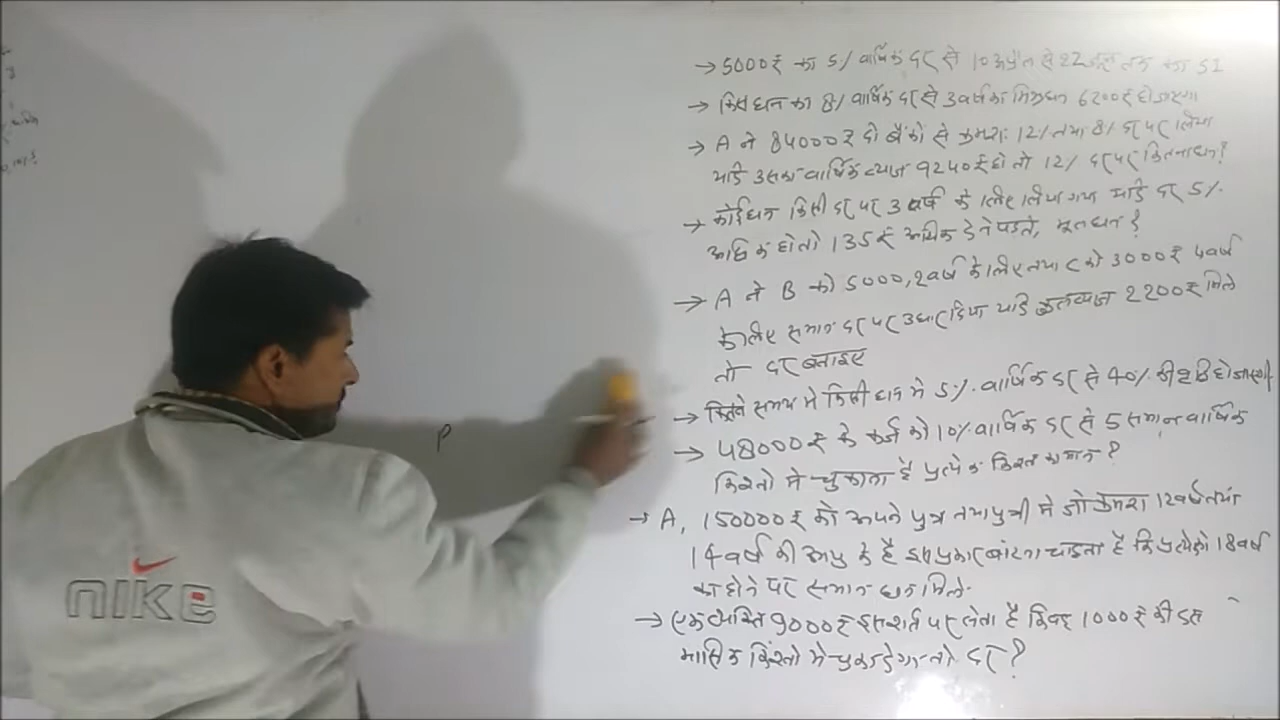 → 5000₹ का 5% वार्षिक दर से 10 अप्रैल से 22 जून तक का SI
→ किस धन का 8% वार्षिक दर से 3 वर्ष का मिश्रधन 6200₹ हो जाएगा
→ A ने 84000₹ दो बैंको से क्रमशः 12% तथा 8% दर पर लिया
यदि उसका वार्षिक व्याज 9240₹ हो तो 12% दर पर कितना धन?
→ कोई धन किसी दर पर 3 वर्ष के लिए लिया गया यदि दर 5%
अधिक हो तो 135₹ अधिक देने पडते, मूलधन?
→ A ने B को 5000, 2 वर्ष के लिए तथा C को 3000₹ 4 वर्ष
के लिए समान दर पर उधार दिया यदि कुल व्याज 2200₹ मिले
तो दर बताइए
→ कितने समय मे किसी धन मे 5% वार्षिक दर से 40% की वृद्धि हो जाएगी
→ 48000₹ के कर्ज को 10% वार्षिक दर से 5 समान वार्षिक
किस्तो मे चुकाना है प्रत्येक किस्त का मान?
→ A, 150000₹ को अपने पुत्र तथा पुत्री मे जो क्रमशः 12 वर्ष तथा
14 वर्ष की आयु के है इस प्रकार बांटना चाहता है कि प्रत्येक को 18 वर्ष
का होने पर समान धन मिले
→ एक व्यक्ति 9000₹ इस शर्त पर लेता है कि वह 1000₹ की दस
मासिक किस्तो मे चुका देगा तो दर?
P
nike